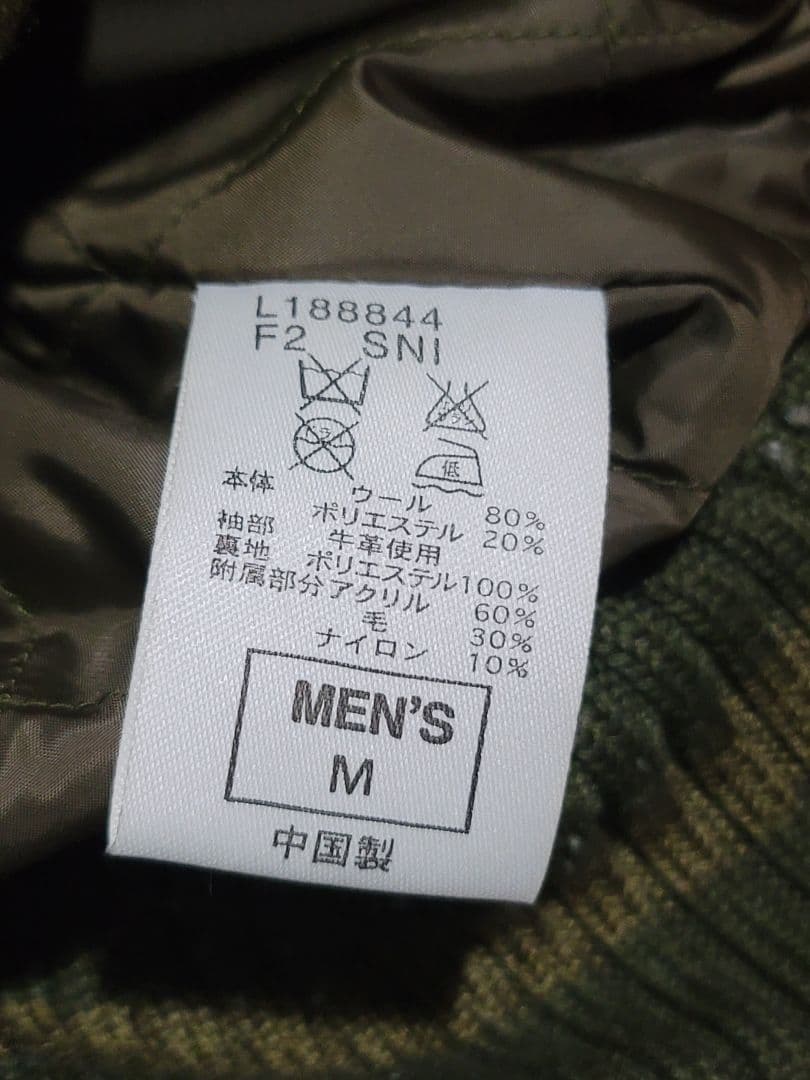 L188844
F2 SNI
低
本体 ウール 80%
ポリエステル 20%
袖部 牛革使用
裏地 ポリエステル100%
附属部分アクリル 60%
毛 30%
ナイロン 10%
MEN'S
M
中国製